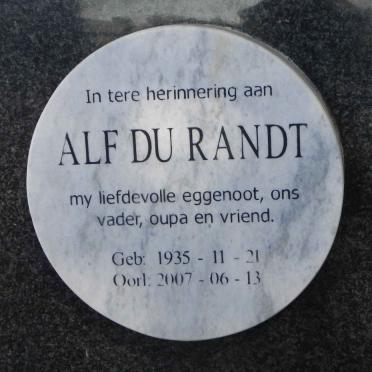 In tere herinnering aan
ALF DU RANDT
my liefdevolle eggenoot, ons
vader, oupa en vriend.
Geb: 1935 - 11 - 21
Oorl: 2007 - 06 - 13